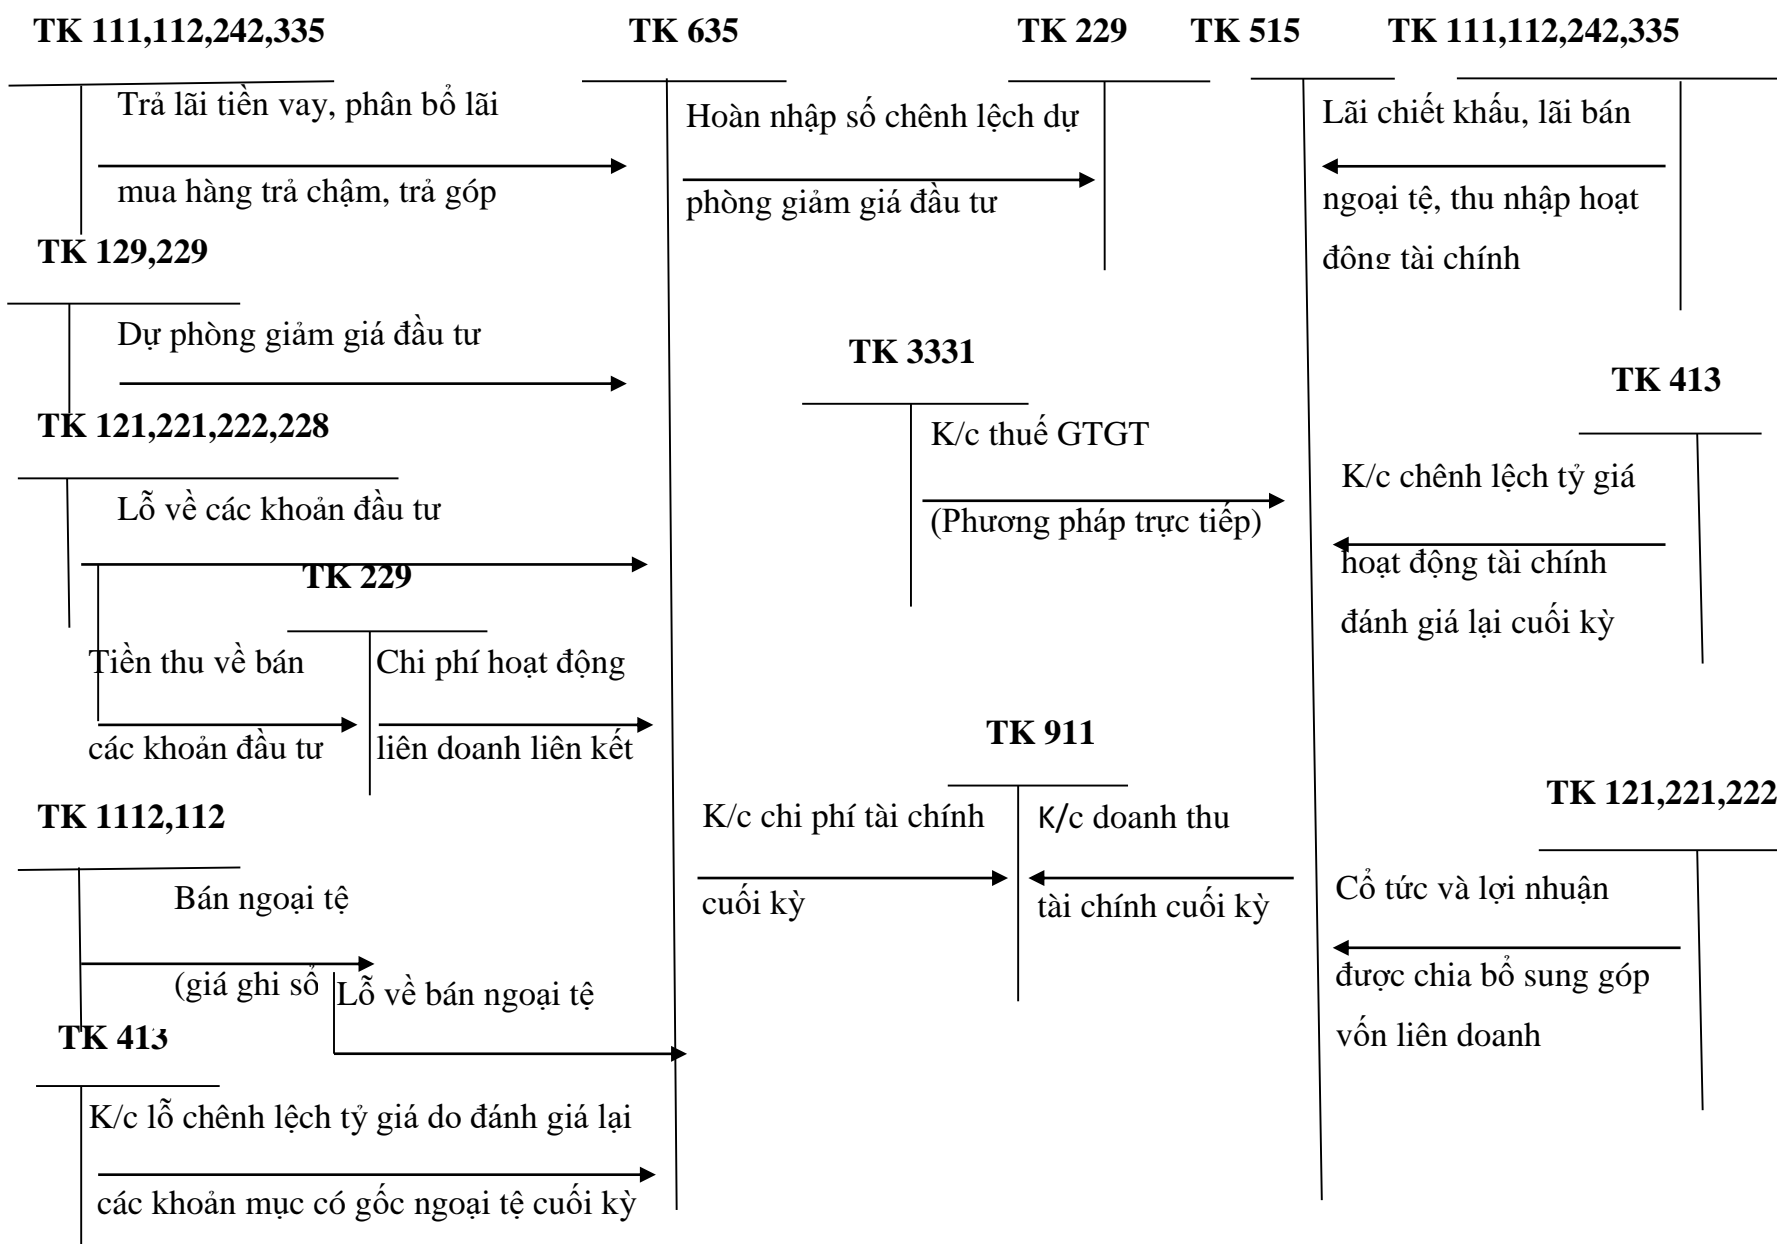 TK 111,112,242,335
TK 635
TK 229
TK 515
TK 111,112,242,335
Trả lãi tiền vay, phân bổ lãi
mua hàng trả chậm, trả góp
Hoàn nhập số chênh lệch dự
phòng giảm giá đầu tư
Lãi chiết khấu, lãi bán
ngoại tệ, thu nhập hoạt
động tài chính
TK 129,229
Dự phòng giảm giá đầu tư
TK 3331
K/c thuế GTGT
(Phương pháp trực tiếp)
TK 413
K/c chênh lệch tỷ giá
hoạt động tài chính
đánh giá lại cuối kỳ
TK 121,221,222,228
Lỗ về các khoản đầu tư
TK 229
Tiền thu về bán
các khoản đầu tư
Chi phí hoạt động
liên doanh liên kết
TK 911
K/c chi phí tài chính
cuối kỳ
K/c doanh thu
tài chính cuối kỳ
TK 121,221,222
Cổ tức và lợi nhuận
được chia bổ sung góp
vốn liên doanh
TK 1112,112
Bán ngoại tệ
(giá ghi sổ
Lỗ về bán ngoại tệ
TK 413
K/c lỗ chênh lệch tỷ giá do đánh giá lại
các khoản mục có gốc ngoại tệ cuối kỳ